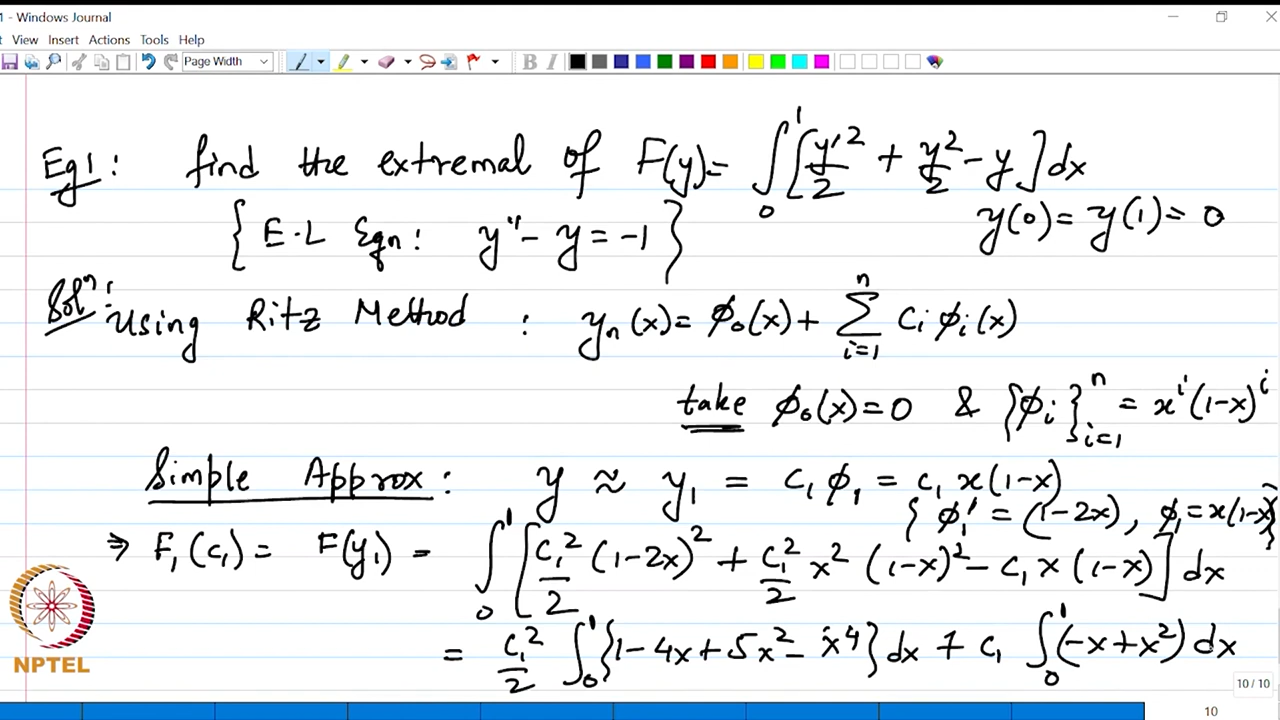 1 - Windows Journal
View Insert Actions Tools Help
Page Width
B I
Eg1: find the extremal of F(y)= ∫₀¹ [y'²/2 + y²/2 - y] dx
{E.L Eqn: y'' - y = -1} y(0) = y(1) = 0
Solⁿ: Using Ritz Method : yₙ(x) = ϕ₀(x) + Σᵢ₌₁ⁿ Cᵢ ϕᵢ(x)
take ϕ₀(x) = 0 & {ϕᵢ}ᵢ₌₁ⁿ = xⁱ(1-x)ⁱ
Simple Approx: y ≈ y₁ = C₁ϕ₁ = C₁ x(1-x)
{ϕ₁' = (1-2x), ϕ₁ = x(1-x)}
⇒ F₁(C₁) = F(y₁) = ∫₀¹ [C₁²/2 (1-2x)² + C₁²/2 x² (1-x)² - C₁ x (1-x)] dx
= C₁²/2 ∫₀¹ {1 - 4x + 5x² - x⁴} dx + C₁ ∫₀¹ (-x + x²) dx
NPTEL
10 / 10
10